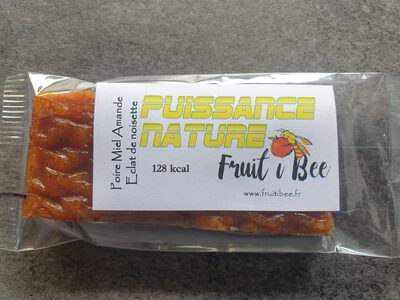 Poire Miel Amande
Eclat de noisette
PUISSANCE
NATURE
128 kcal
Fruit i Bee
www.fruitibee.fr